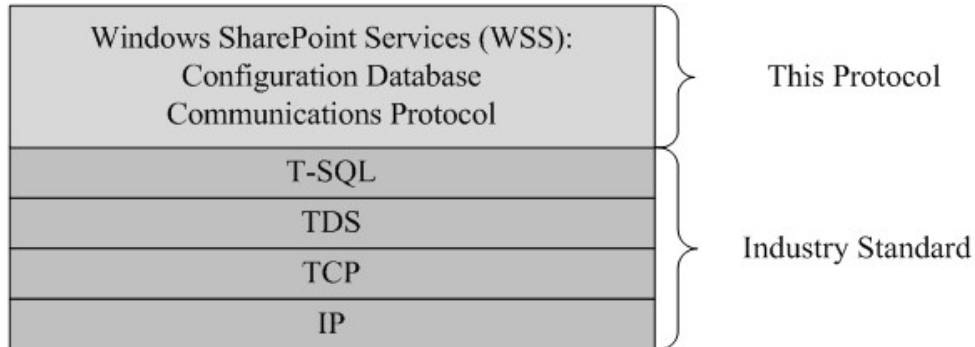 Windows SharePoint Services (WSS):
Configuration Database
Communications Protocol
This Protocol
T-SQL
TDS
TCP
IP
Industry Standard